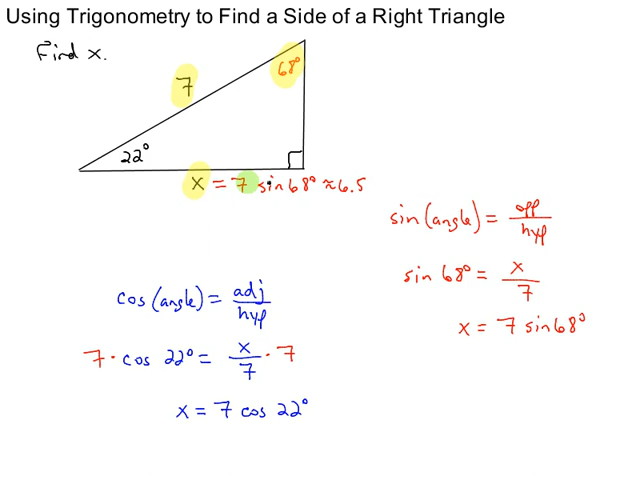 Using Trigonometry to Find a Side of a Right Triangle
Find x.
68°
7
22°
x = 7 sin 68° ≈ 6.5
sin (angle) = opp/hyp
sin 68° = x/7
x = 7 sin 68°
cos (angle) = adj/hyp
7 · cos 22° = x/7 · 7
x = 7 cos 22°